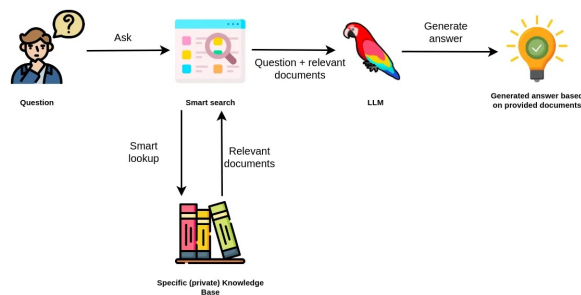 ?
Ask
Question + relevant
documents
Generate
answer
Question
Smart search
LLM
Generated answer based
on provided documents
Smart
lookup
Relevant
documents
Specific (private) Knowledge
Base